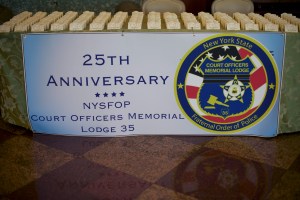 25th
Anniversary
NYSFOP
Court Officers Memorial
Lodge 35
New York State
COURT OFFICERS
MEMORIAL LODGE
35
Fraternal Order of Police